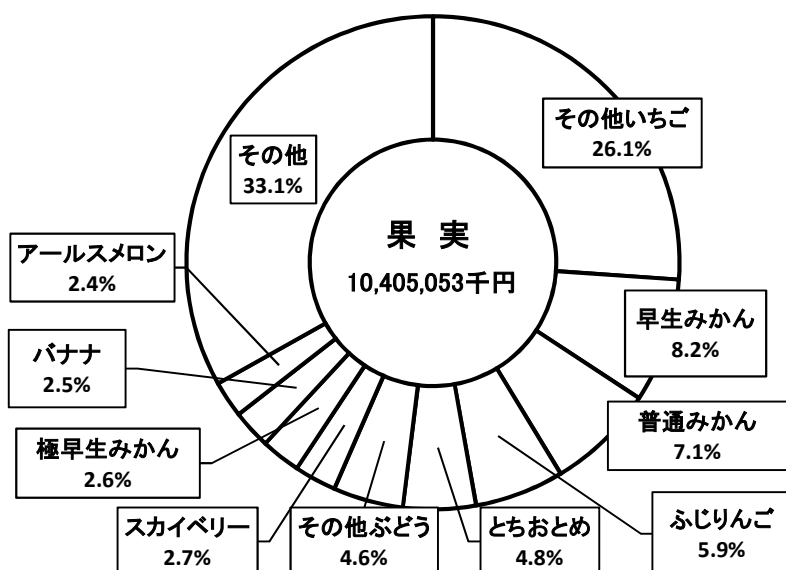 果 実
10,405,053千円
その他いちご
26.1%
早生みかん
8.2%
普通みかん
7.1%
ふじりんご
5.9%
とちおとめ
4.8%
その他ぶどう
4.6%
スカイベリー
2.7%
極早生みかん
2.6%
バナナ
2.5%
アールスメロン
2.4%
その他
33.1%